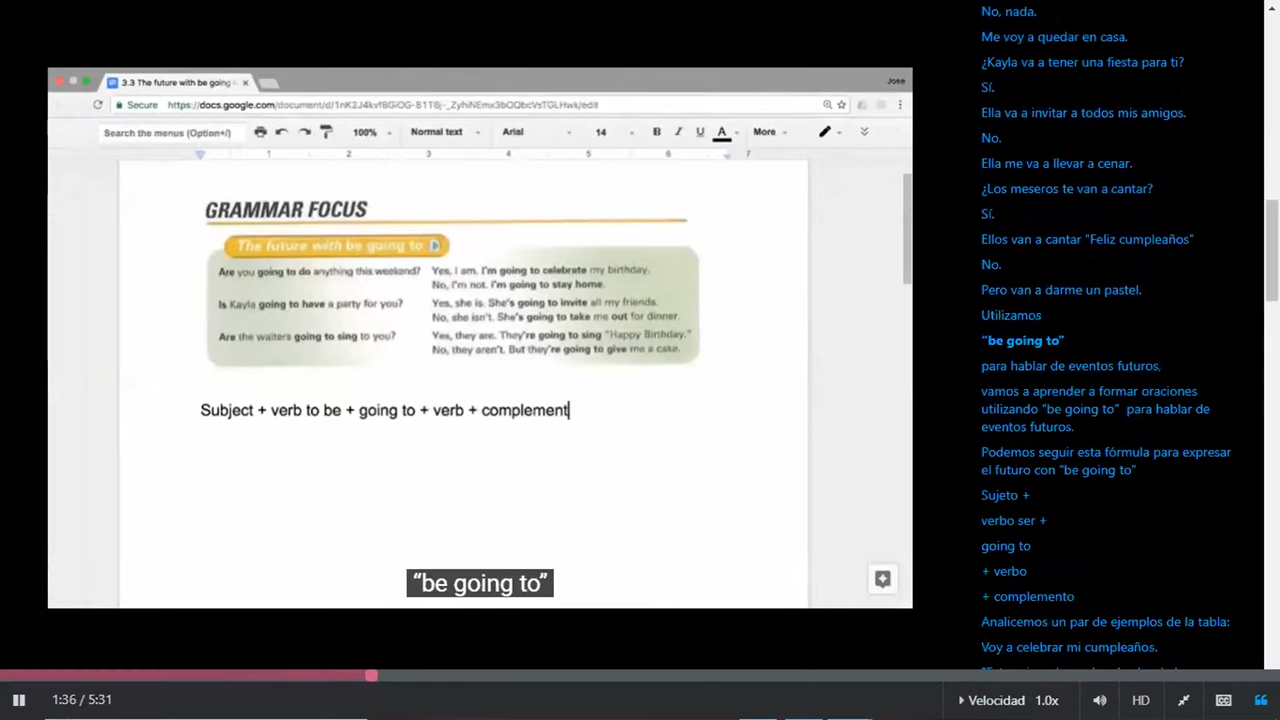 3.3 The future with be going
Jose
Secure
https://docs.google.com/document/d/
/edit
Search the menus (Option+/)
100%
Normal text
Arial
14
B
I
U
A
More
1
2
3
4
5
6
7
GRAMMAR FOCUS
The future with be going to
Are you going to do anything this weekend?
Yes, I am. I'm going to celebrate my birthday.
No, I'm not. I'm going to stay home.
Is Kayla going to have a party for you?
Yes, she is. She's going to invite all my friends.
No, she isn't. She's going to take me out for dinner.
Are the waiters going to sing to you?
Yes, they are. They're going to sing "Happy Birthday."
No, they aren't. But they're going to give me a cake.
Subject + verb to be + going to + verb + complement
“be going to”
No, nada.
Me voy a quedar en casa.
¿Kayla va a tener una fiesta para ti?
Sí.
Ella va a invitar a todos mis amigos.
No.
Ella me va a llevar a cenar.
¿Los meseros te van a cantar?
Sí.
Ellos van a cantar "Feliz cumpleaños"
No.
Pero van a darme un pastel.
Utilizamos
“be going to”
para hablar de eventos futuros,
vamos a aprender a formar oraciones
utilizando “be going to” para hablar de
eventos futuros.
Podemos seguir esta fórmula para expresar
el futuro con “be going to”
Sujeto +
verbo ser +
going to
+ verbo
+ complemento
Analicemos un par de ejemplos de la tabla:
Voy a celebrar mi cumpleaños.
1:36 / 5:31
Velocidad 1.0x
HD
CC